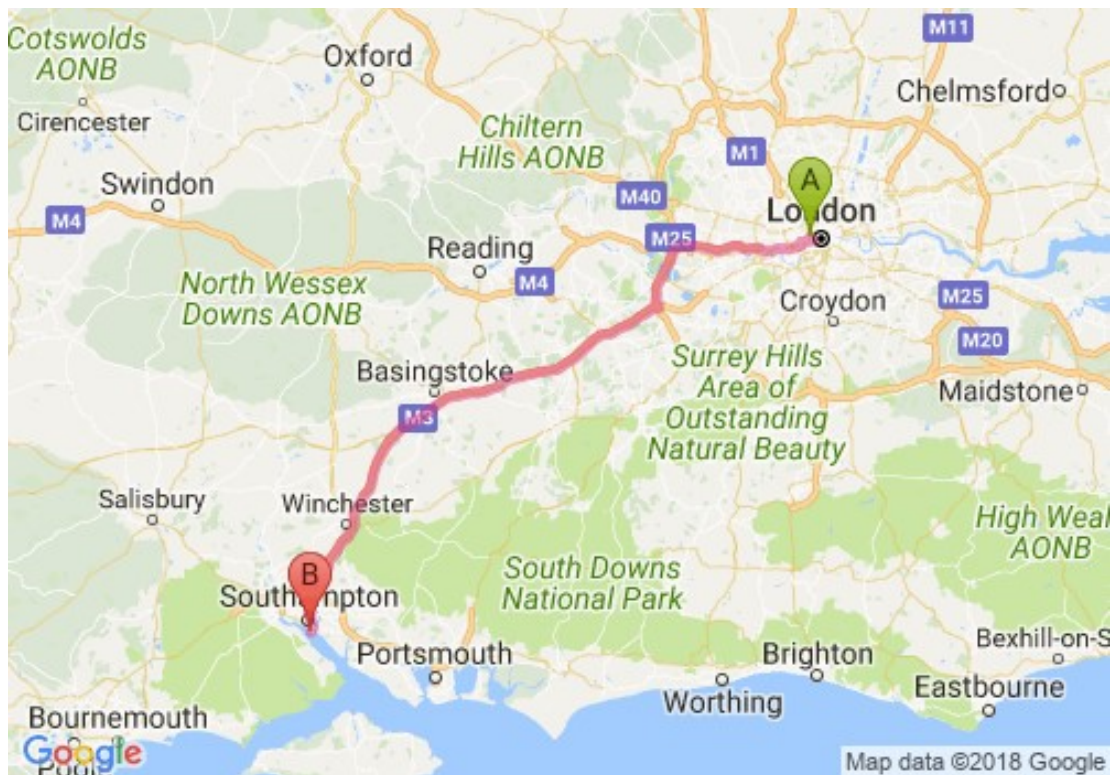 Cotswolds
AONB
Oxford
M11
Chelmsford
Cirencester
Chiltern
Hills AONB
M1
A
Swindon
M40
London
M4
M25
Reading
North Wessex
Downs AONB
M4
M25
Croydon
M20
Surrey Hills
Area of
Outstanding
Natural Beauty
Basingstoke
Maidstone
M3
Salisbury
Winchester
High Weal
AONB
B
South Downs
National Park
Southampton
Portsmouth
Brighton
Bexhill-on-S
Worthing
Eastbourne
Bournemouth
Google
Map data ©2018 Google